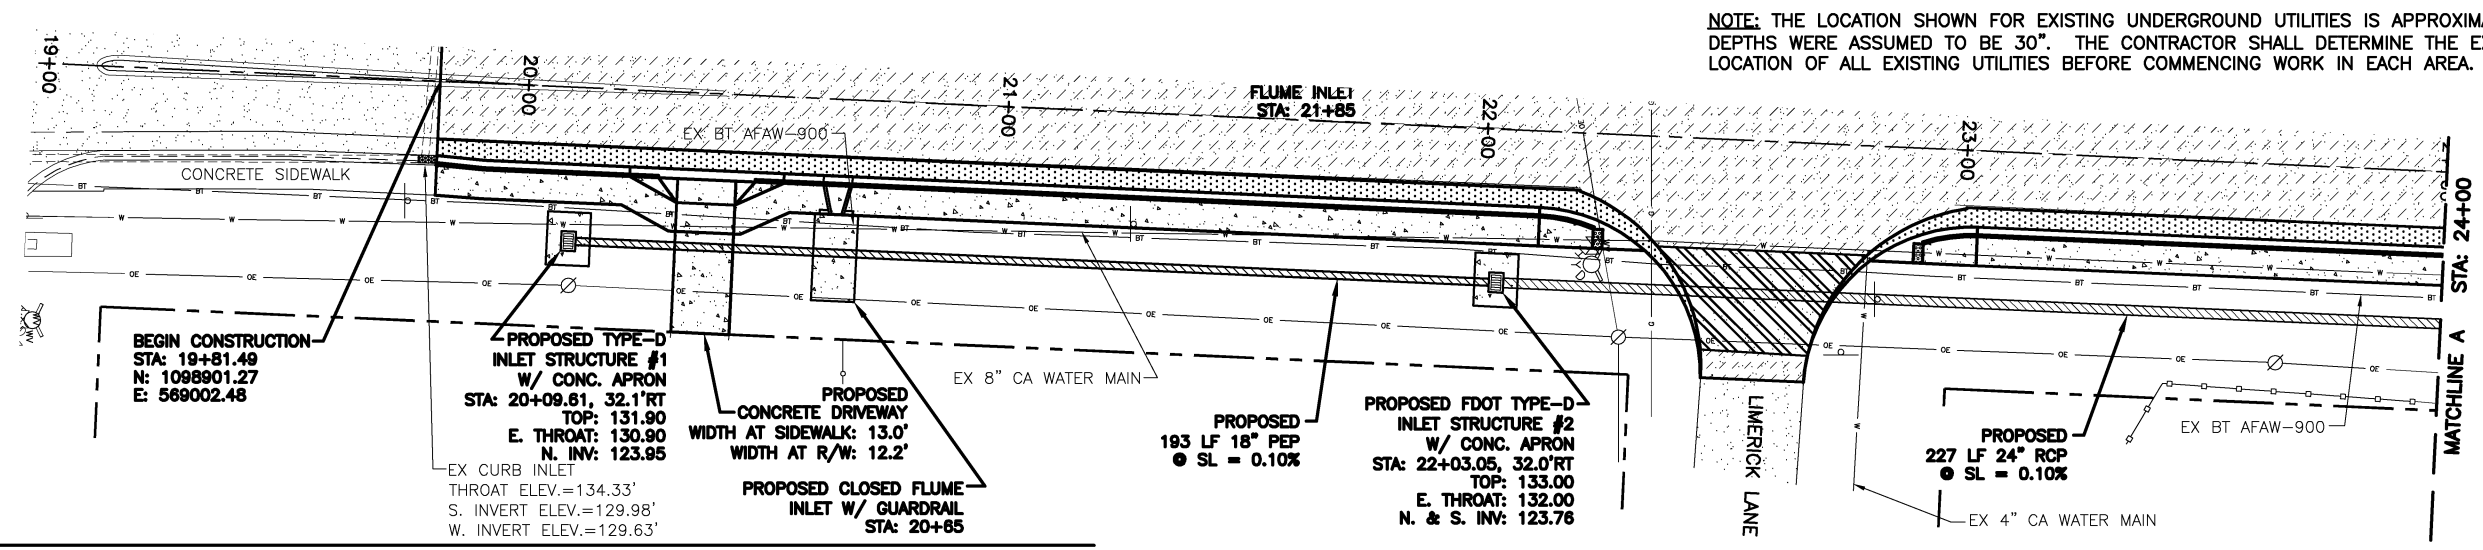 NOTE: THE LOCATION SHOWN FOR EXISTING UNDERGROUND UTILITIES IS
DEPTHS WERE ASSUMED TO BE 30". THE CONTRACTOR SHALL DETERMINE THE
LOCATION OF ALL EXISTING UTILITIES BEFORE COMMENCING WORK IN EACH AREA.
19+00
20+00
21+00
22+00
23+00
FLUME INLET
STA: 21+85
EX BT AFAW-900
CONCRETE SIDEWALK
BEGIN CONSTRUCTION
STA: 19+81.49
N: 1098901.27
E: 569002.48
PROPOSED TYPE-D
INLET STRUCTURE #1
W/ CONC. APRON
STA: 20+09.61, 32.1'RT
TOP: 131.90
E. THROAT: 130.90
N. INV: 123.95
EX CURB INLET
THROAT ELEV.=134.33'
S. INVERT ELEV.=129.98'
W. INVERT ELEV.=129.63'
PROPOSED
CONCRETE DRIVEWAY
WIDTH AT SIDEWALK: 13.0'
WIDTH AT R/W: 12.2'
PROPOSED CLOSED FLUME
INLET W/ GUARDRAIL
STA: 20+65
EX 8" CA WATER MAIN
PROPOSED
193 LF 18" PEP
@ SL = 0.10%
PROPOSED FDOT TYPE-D
INLET STRUCTURE #2
W/ CONC. APRON
STA: 22+03.05, 32.0'RT
TOP: 133.00
E. THROAT: 132.00
N. & S. INV: 123.76
LIMERICK LANE
PROPOSED
227 LF 24" RCP
@ SL = 0.10%
EX BT AFAW-900
EX 4" CA WATER MAIN
MATCHLINE A STA: 24+00